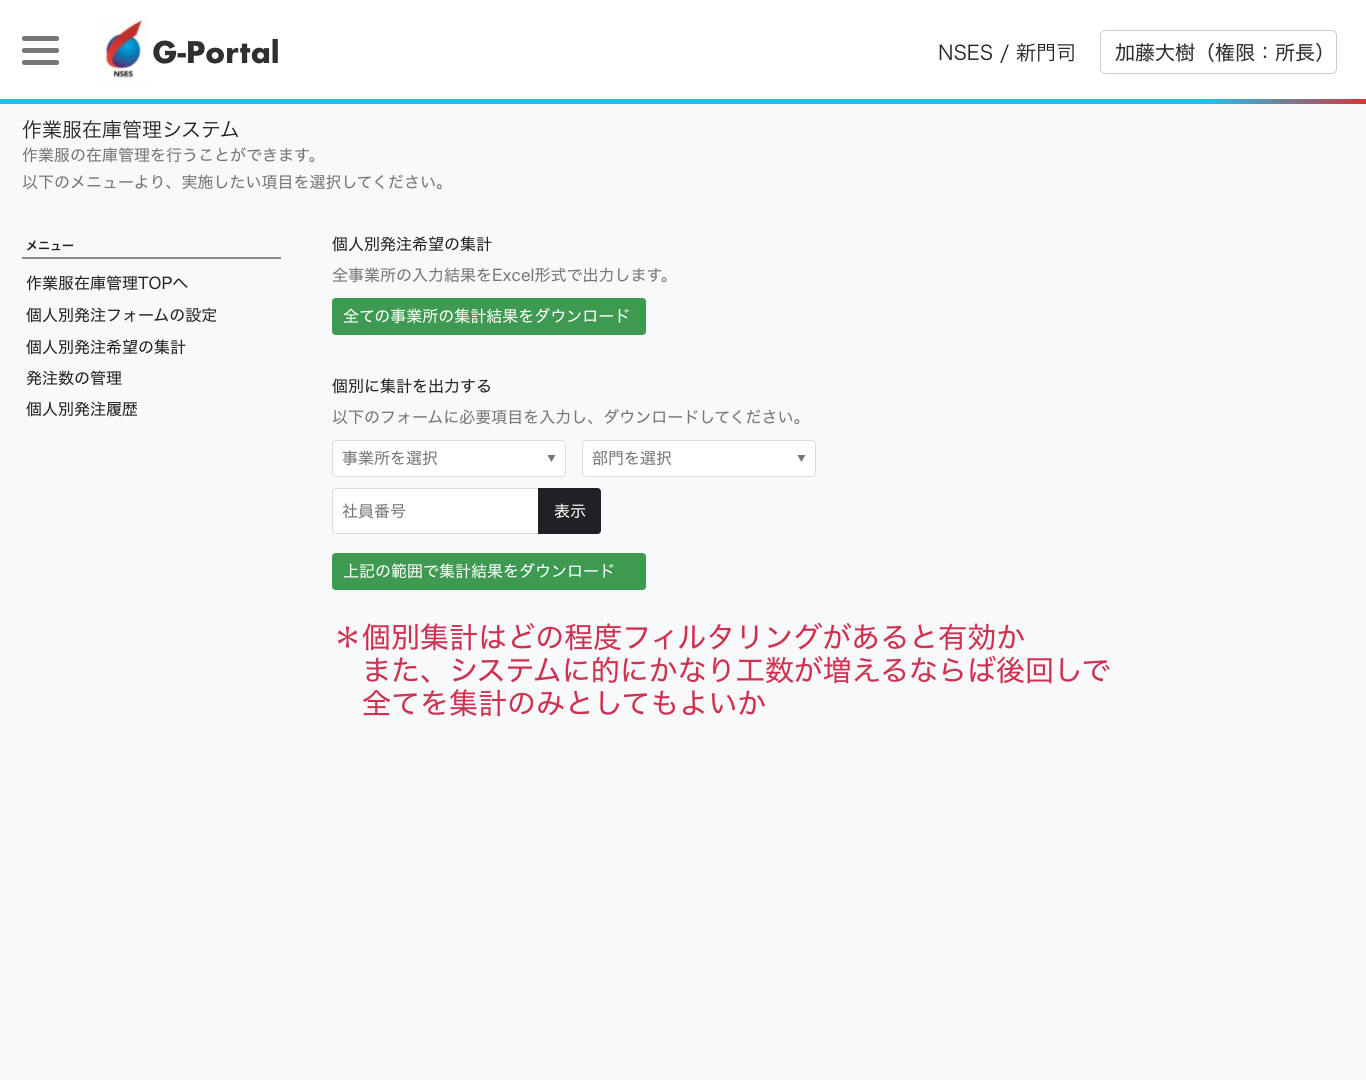 NSES
G-Portal
NSES / 新門司
加藤大樹（権限：所長）
作業服在庫管理システム
作業服の在庫管理を行うことができます。
以下のメニューより、実施したい項目を選択してください。
メニュー
作業服在庫管理TOPへ
個人別発注フォームの設定
個人別発注希望の集計
発注数の管理
個人別発注履歴
個人別発注希望の集計
全事業所の入力結果をExcel形式で出力します。
全ての事業所の集計結果をダウンロード
個別に集計を出力する
以下のフォームに必要項目を入力し、ダウンロードしてください。
事業所を選択 ▼
部門を選択 ▼
社員番号
表示
上記の範囲で集計結果をダウンロード
＊個別集計はどの程度フィルタリングがあると有効か
また、システムに的にかなり工数が増えるならば後回しで
全てを集計のみとしてもよいか